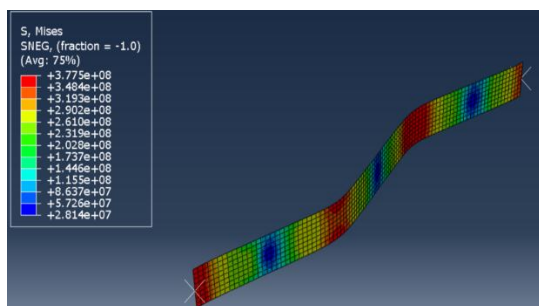 S, Mises
SNEG, (fraction = -1.0)
(Avg: 75%)
+3.775e+08
+3.484e+08
+3.193e+08
+2.902e+08
+2.610e+08
+2.319e+08
+2.028e+08
+1.737e+08
+1.446e+08
+1.155e+08
+8.637e+07
+5.726e+07
+2.814e+07